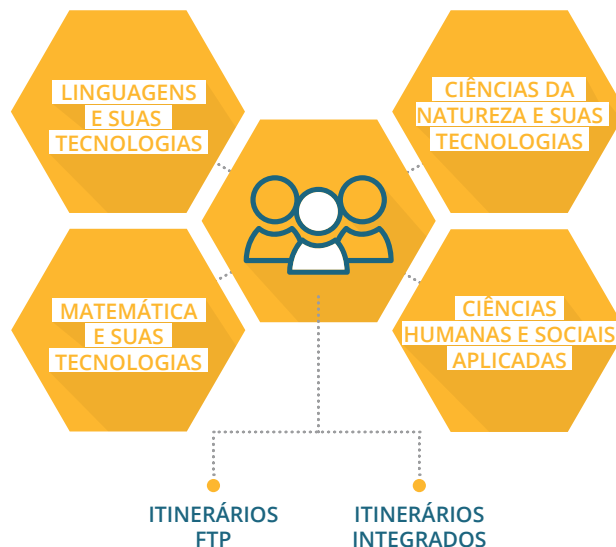 LINGUAGENS
E SUAS
TECNOLOGIAS
CIÊNCIAS DA
NATUREZA E SUAS
TECNOLOGIAS
MATEMÁTICA
E SUAS
TECNOLOGIAS
CIÊNCIAS
HUMANAS E SOCIAIS
APLICADAS
ITINERÁRIOS
FTP
ITINERÁRIOS
INTEGRADOS